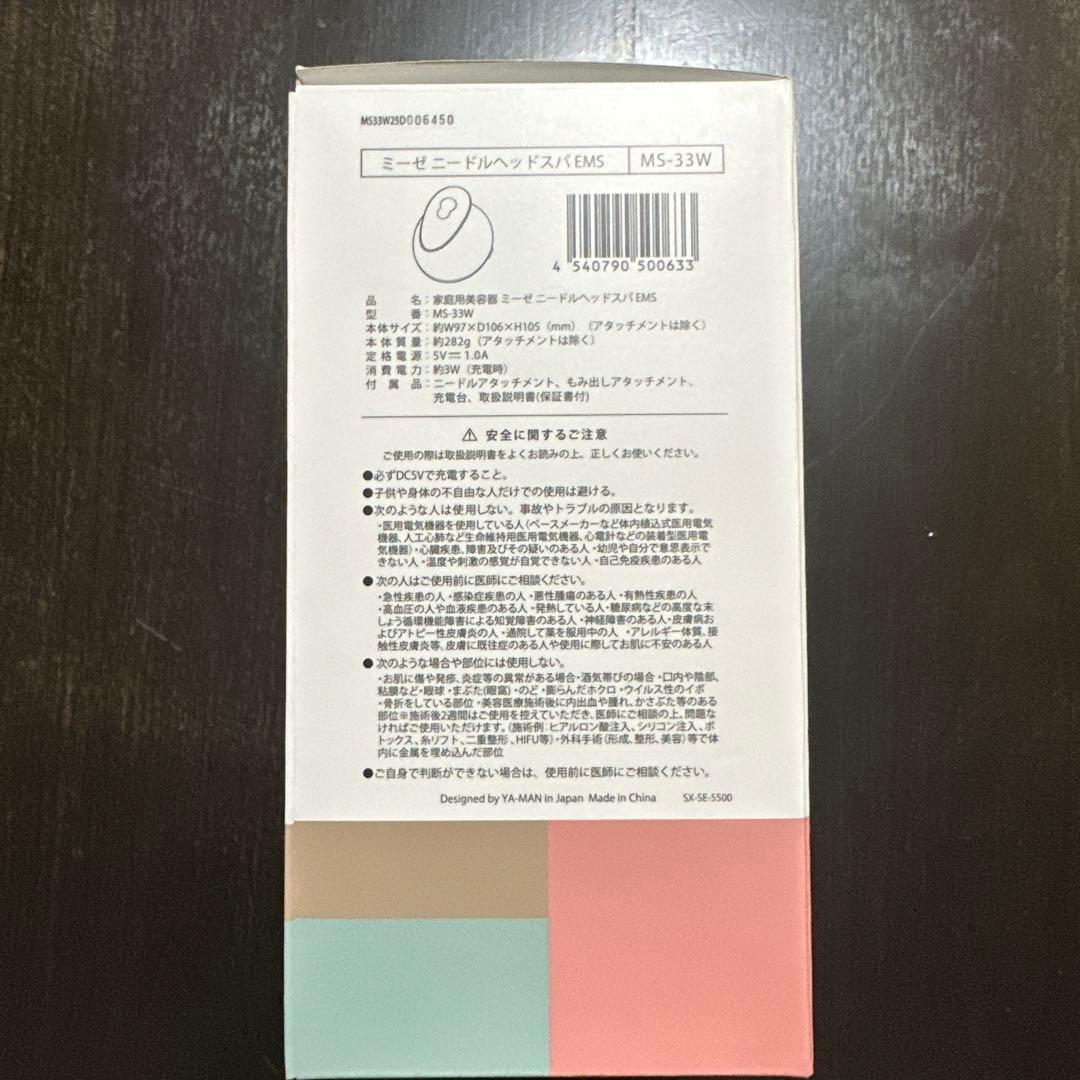 MS33W25D006450
ミーゼ ニードルヘッドスパ EMS MS-33W
4 540790 500633
品名：家庭用美容器 ミーゼ ニードルヘッドスパ EMS
型番：MS-33W
本体サイズ：約W97×D106×H105（mm）（アタッチメントは除く）
本体質量：約282g（アタッチメントは除く）
定格電源：5V⎓1.0A
消費電力：約3W（充電時）
付属品：ニードルアタッチメント、もみ出しアタッチメント、
充電台、取扱説明書(保証書付)
⚠ 安全に関するご注意
ご使用の際は取扱説明書をよくお読みの上、正しくお使いください。
●必ずDC5Vで充電すること。
●子供や身体の不自由な人だけでの使用は避ける。
●次のような人は使用しない。事故やトラブルの原因となります。
・医用電気機器を使用している人（ペースメーカーなど体内植込式医用電気
機器、人工心肺など生命維持用医用電気機器、心電計などの装着型医用電
気機器）・心臓疾患、障害及びその疑いのある人・幼児や自分で意思表示で
きない人・温度や刺激の感覚が自覚できない人・自己免疫疾患のある人
●次の人はご使用前に医師にご相談ください。
・急性疾患の人・感染症疾患の人・悪性腫瘍のある人・有熱性疾患の人
・高血圧の人や血液疾患のある人・発熱している人・糖尿病などの高度な末
しょう循環機能障害による知覚障害のある人・神経障害のある人・皮膚病お
よびアトピー性皮膚炎の人・通院して薬を服用中の人 ・アレルギー体質、接
触性皮膚炎等、皮膚に既往症のある人や使用に際してお肌に不安のある人
●次のような場合や部位には使用しない。
・お肌に傷や発疹、炎症等の異常がある場合・酒気帯びの場合・口内や陰部、
粘膜など・眼球・まぶた(眼窩)・のど・膨らんだホクロ・ウイルス性のイボ
・骨折をしている部位・美容医療施術後に内出血や腫れ、かさぶた等のある
部位※施術後2週間はご使用を控えていただき、医師にご相談の上、問題な
ければご使用いただけます。(施術例：ヒアルロン酸注入、シリコン注入、ボ
トックス、糸リフト、二重整形、HIFU等)・外科手術(形成、整形、美容)等で体
内に金属を埋め込んだ部位
●ご自身で判断ができない場合は、使用前に医師にご相談ください。
Designed by YA-MAN in Japan Made in China SX-SE-5500